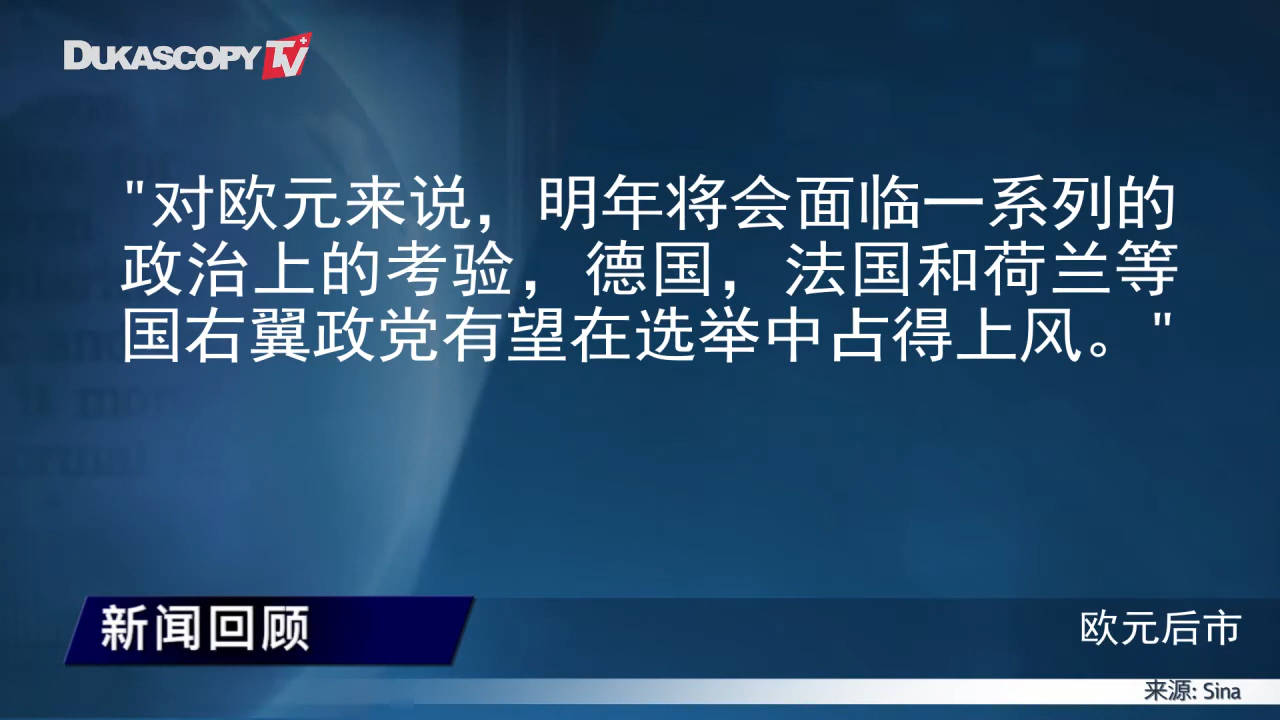 DUKASCOPY TV
"对欧元来说，明年将会面临一系列的
政治上的考验，德国，法国和荷兰等
国右翼政党有望在选举中占得上风。"
新闻回顾
欧元后市
来源: Sina